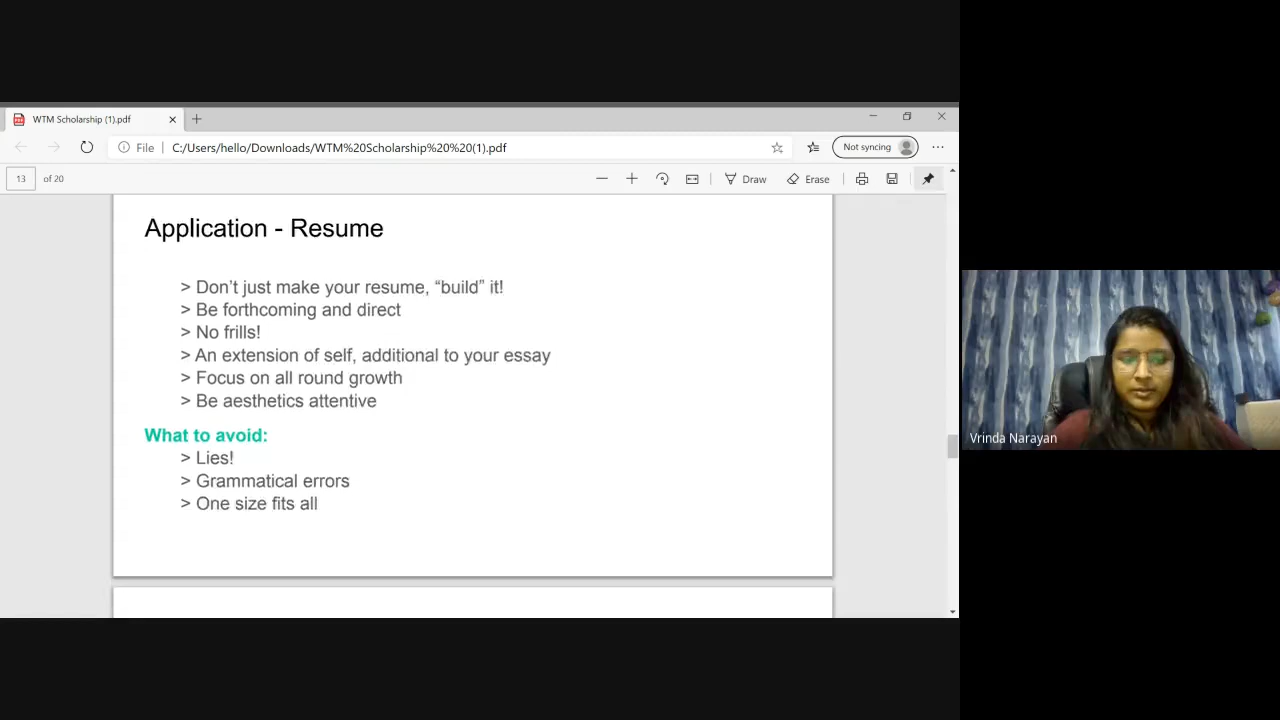 WTM Scholarship (1).pdf
File
C:/Users/hello/Downloads/WTM%20Scholarship%20%20(1).pdf
Not syncing
13 of 20
Draw
Erase
Application - Resume
> Don’t just make your resume, “build” it!
> Be forthcoming and direct
> No frills!
> An extension of self, additional to your essay
> Focus on all round growth
> Be aesthetics attentive
What to avoid:
> Lies!
> Grammatical errors
> One size fits all
Vrinda Narayan